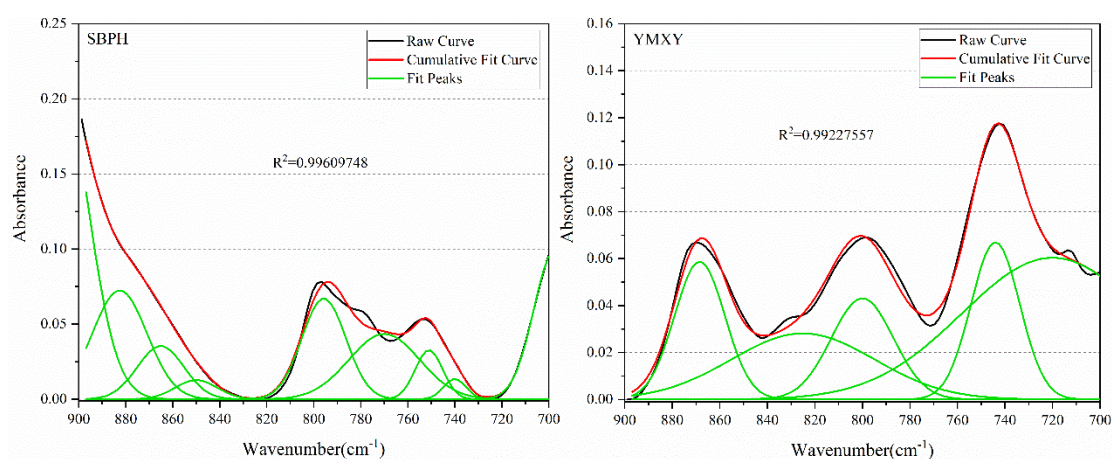 SBPH
Raw Curve
Cumulative Fit Curve
Fit Peaks
R²=0.99609748
0.25
0.20
0.15
0.10
0.05
0.00
Absorbance
900 880 860 840 820 800 780 760 740 720 700
Wavenumber(cm⁻¹)
YMXY
Raw Curve
Cumulative Fit Curve
Fit Peaks
R²=0.99227557
0.16
0.14
0.12
0.10
0.08
0.06
0.04
0.02
0.00
Absorbance
900 880 860 840 820 800 780 760 740 720 700
Wavenumber(cm⁻¹)